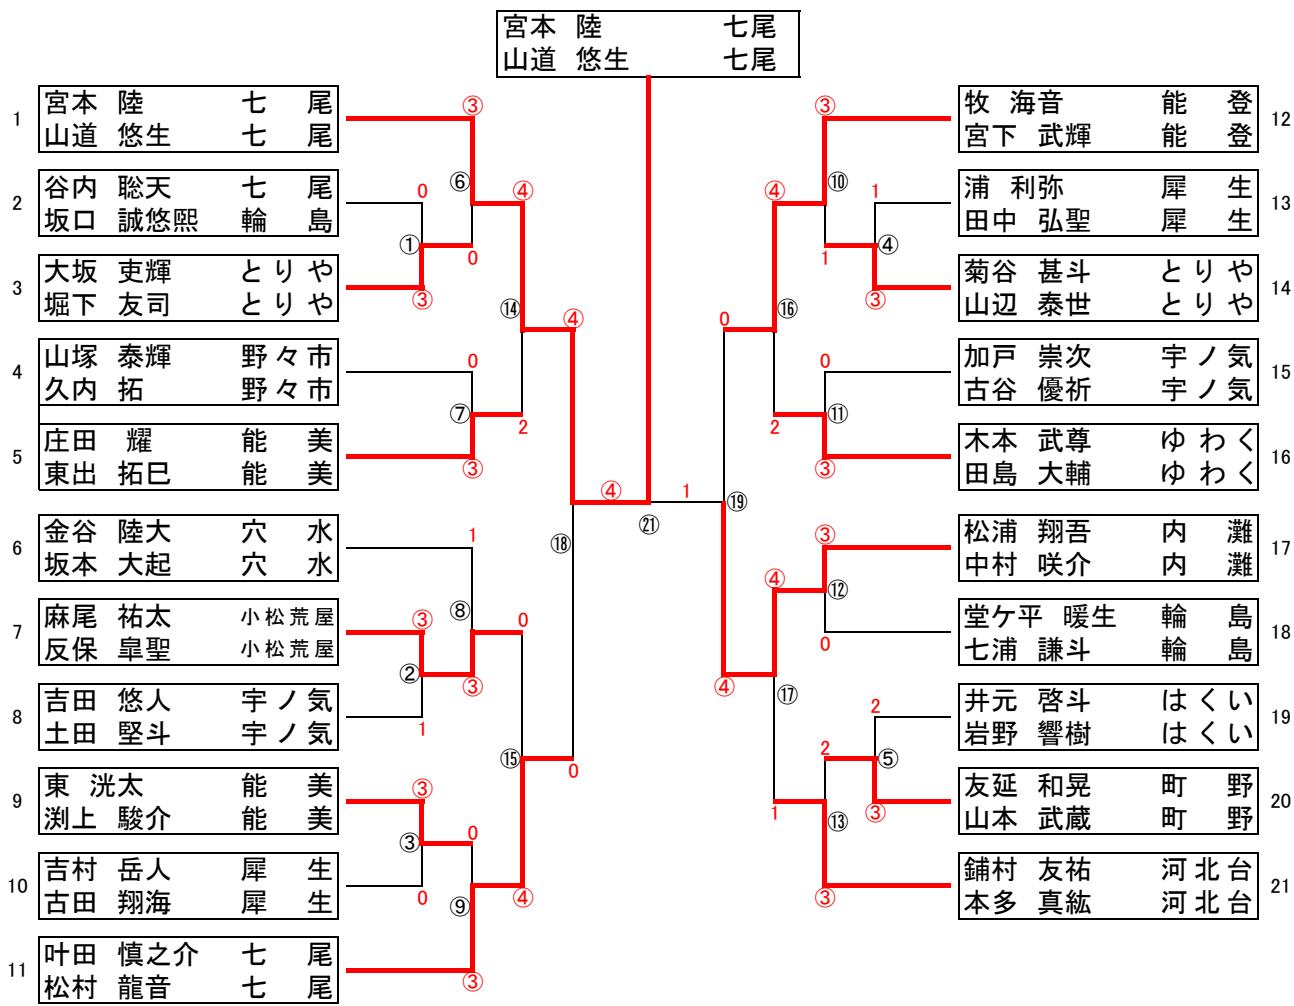 宮本 陸 七尾
山道 悠生 七尾
1 宮本 陸 七 尾
山道 悠生 七 尾
2 谷内 聡天 七 尾
坂口 誠悠熙 輪 島
3 大坂 吏輝 とりや
堀下 友司 とりや
4 山塚 泰輝 野々市
久内 拓 野々市
5 庄田 耀 能 美
東出 拓巳 能 美
6 金谷 陸大 穴 水
坂本 大起 穴 水
7 麻尾 祐太 小松荒屋
反保 皐聖 小松荒屋
8 吉田 悠人 宇ノ気
土田 堅斗 宇ノ気
9 東 洸太 能 美
渕上 駿介 能 美
10 吉村 岳人 犀 生
古田 翔海 犀 生
11 叶田 慎之介 七 尾
松村 龍音 七 尾
③
⑥ ④
0
① 0
③
⑭ ④
0
⑦ 2
③
④
㉑
⑱
1
⑧ 0
③
② ③
1
⑮ 0
③
③ 0
0 ⑨ ④
③
牧 海音 能 登 12
宮下 武輝 能 登
浦 利弥 犀 生 13
田中 弘聖 犀 生
菊谷 甚斗 とりや 14
山辺 泰世 とりや
加戸 崇次 宇ノ気 15
古谷 優祈 宇ノ気
木本 武尊 ゆわく 16
田島 大輔 ゆわく
松浦 翔吾 内 灘 17
中村 咲介 内 灘
堂ケ平 暖生 輪 島 18
七浦 謙斗 輪 島
井元 啓斗 はくい 19
岩野 響樹 はくい
友延 和晃 町 野 20
山本 武蔵 町 野
鋪村 友祐 河北台 21
本多 真紘 河北台
③
④ ⑩ 1
1 ④
③
0 ⑯
0
2 ⑪
③
1 ⑲
③
④ ⑫
0
④ ⑰
2
2 ⑤
1 ⑬ ③
③